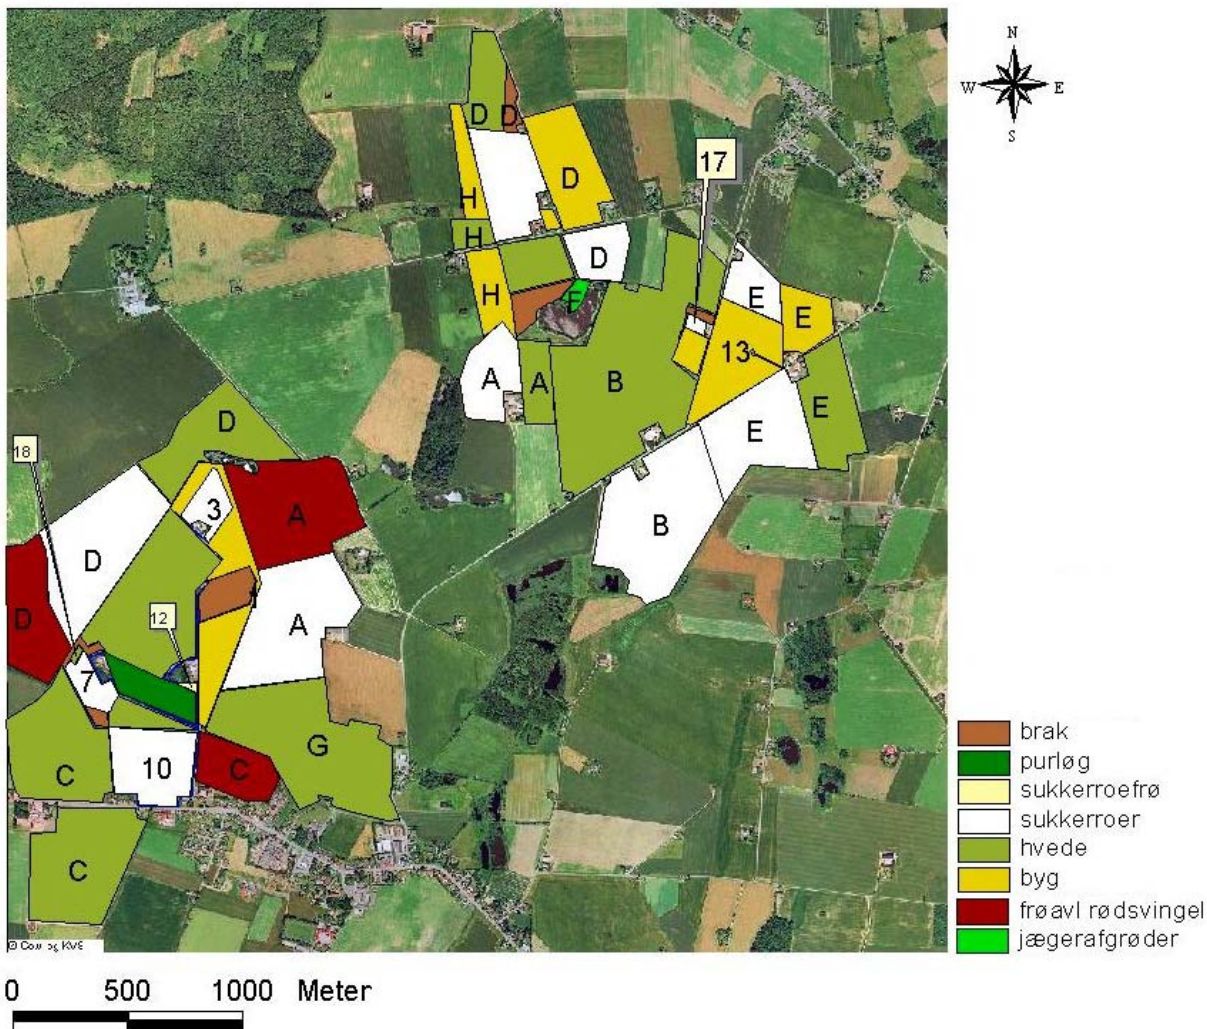 N
W E
S
D D
17
D
H
H
D
E
H
F
E
13
A A B
E
D
E
18
3
A
B
D
D
12
A
7
G
C 10 C
C
brak
purløg
sukkerroefrø
sukkerroer
hvede
byg
frøavl rødsvingel
jægerafgrøder
0 500 1000 Meter